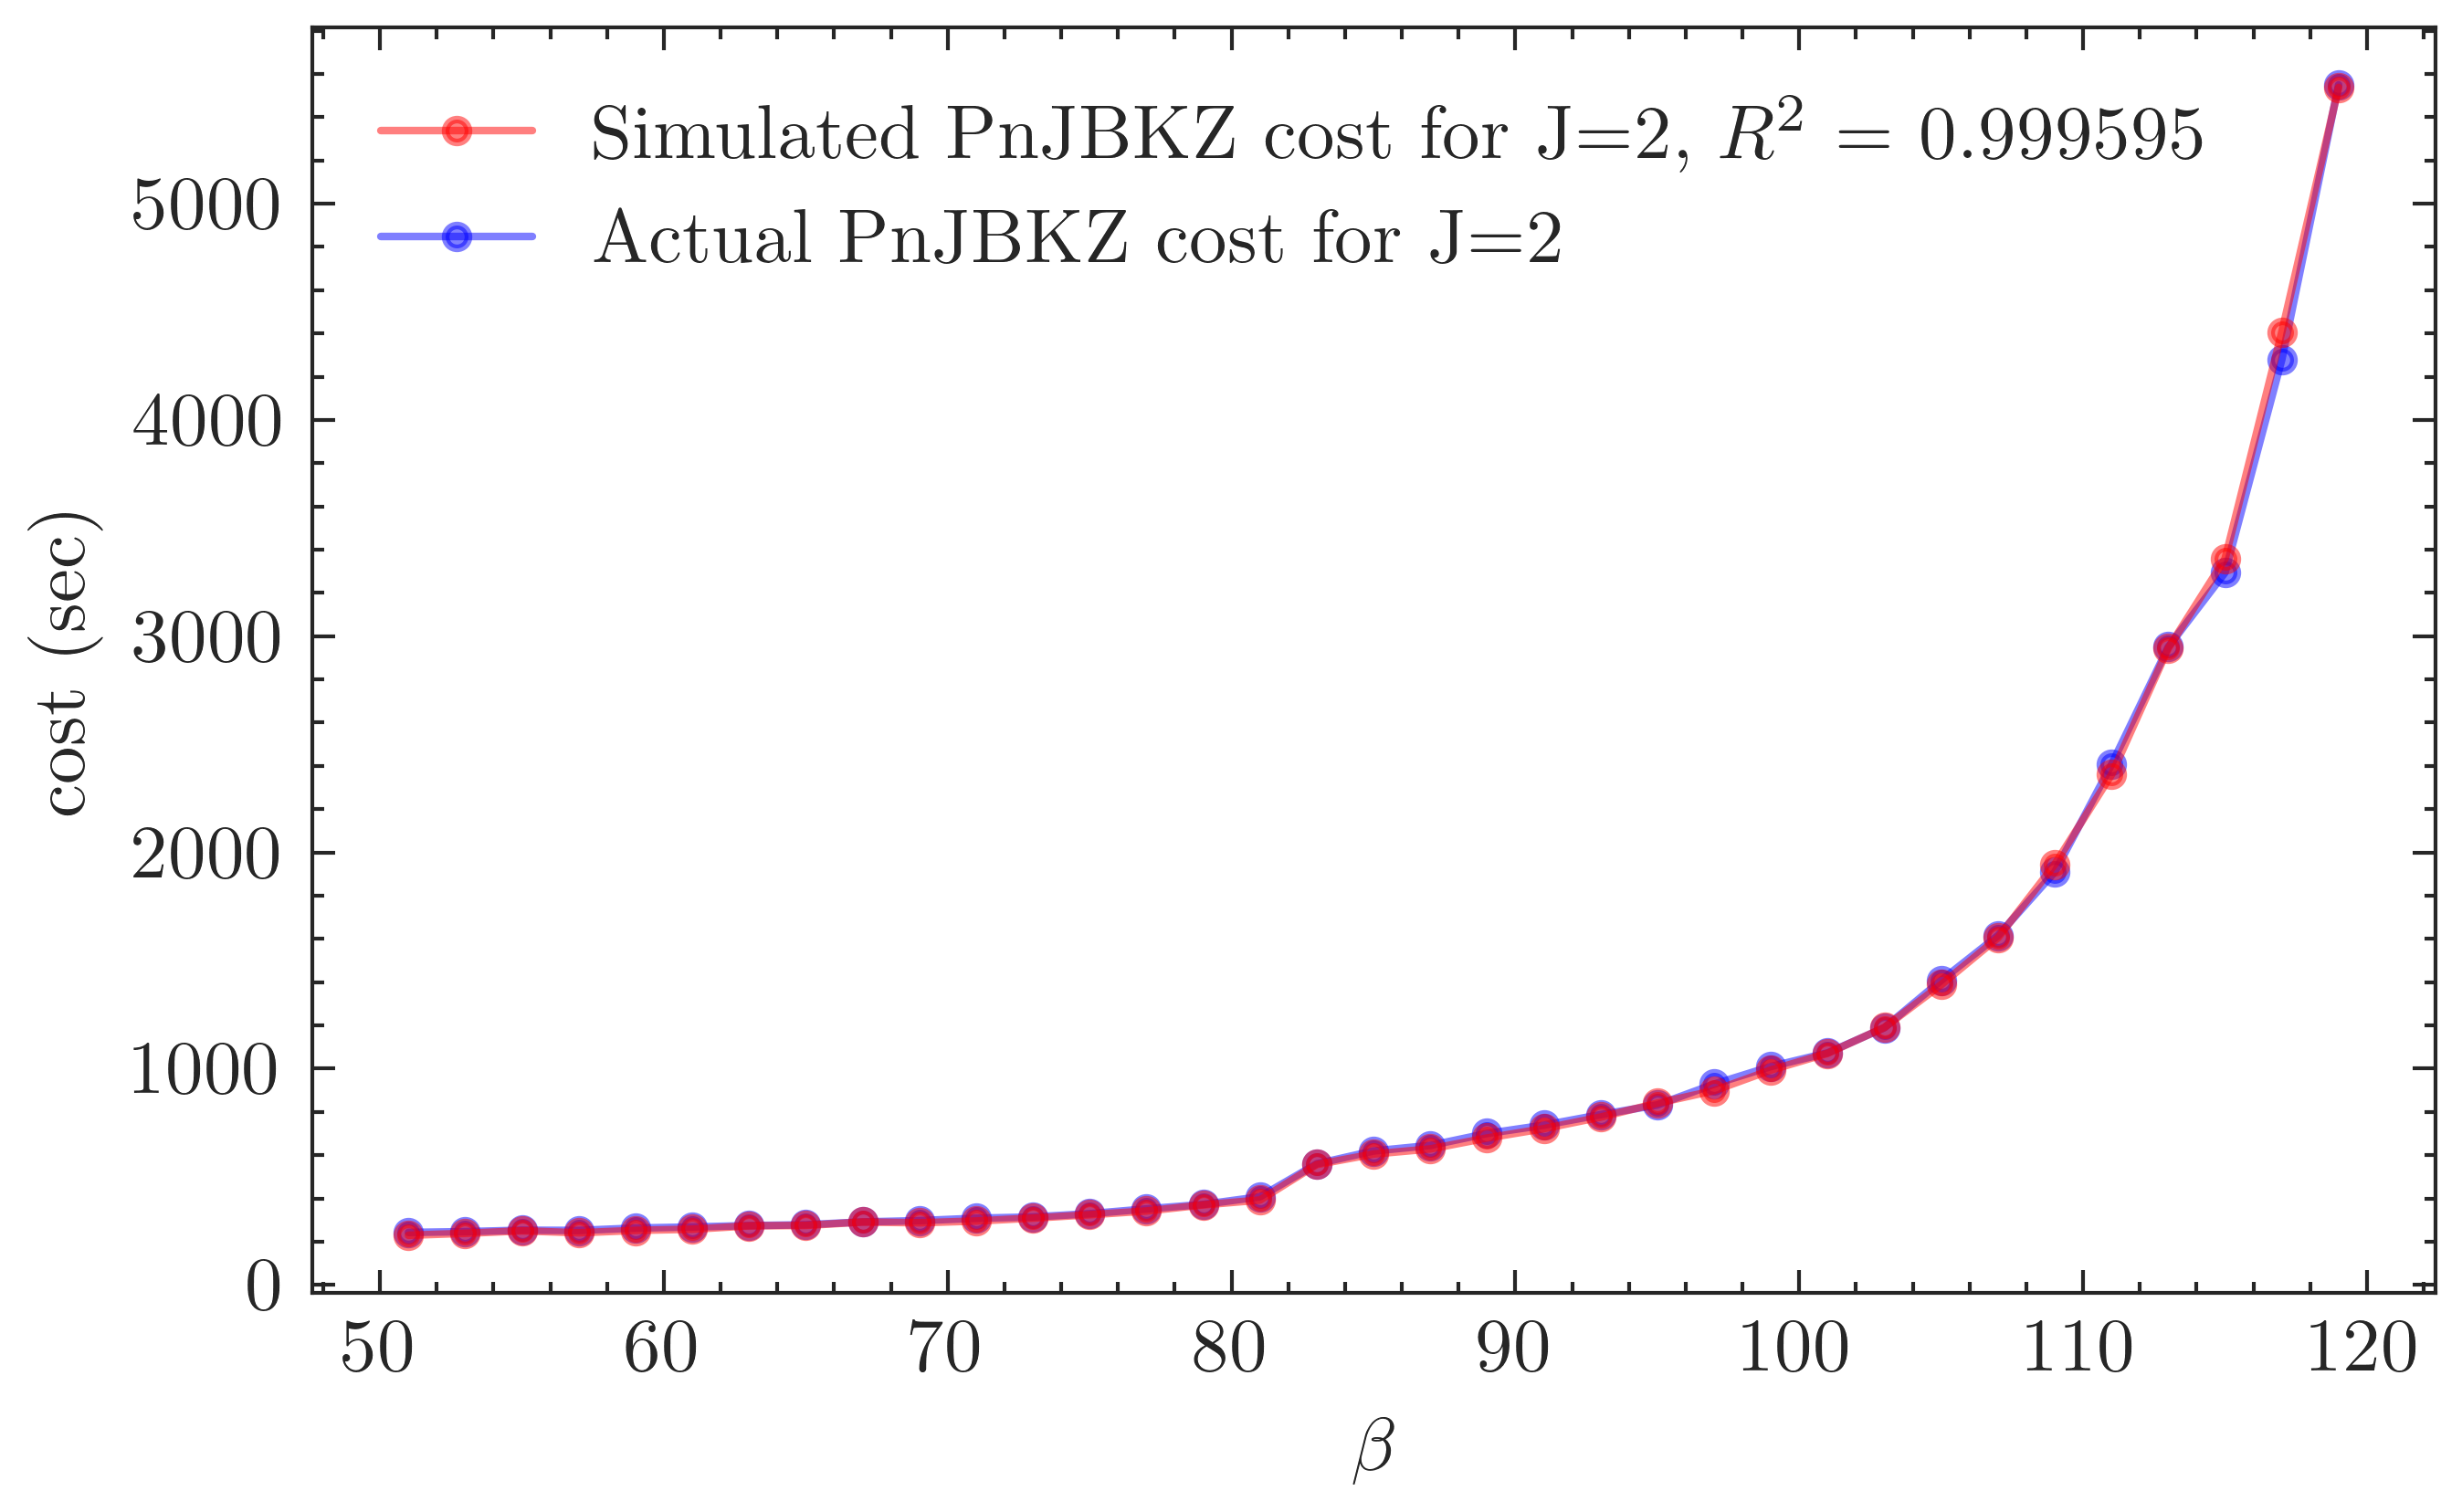 Simulated PnJBKZ cost for J=2, R² = 0.999595
Actual PnJBKZ cost for J=2
cost (sec)
5000
4000
3000
2000
1000
0
50 60 70 80 90 100 110 120
β